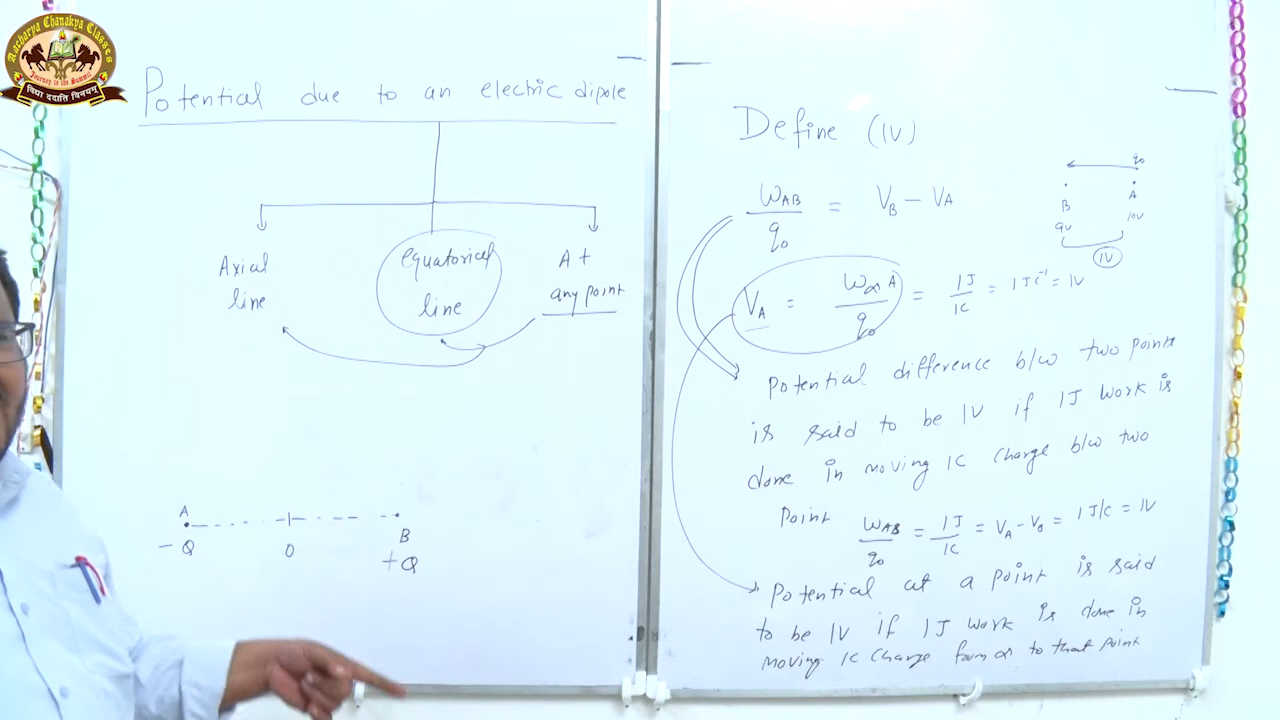 Aacharya Chanakya Classes
Journey to the Summit
विद्या ददाति विनयम्
Potential due to an electric dipole
Axial
line
equatorical
line
At
any point
A
- Q
O
B
+Q
Define (1V)
WAB
q₀
= VB - VA
q₀
B
A
9V
10V
1V
VA = W∞A / q₀ = 1J / 1C = 1JC⁻¹ = 1V
Potential difference b/w two points
is said to be 1V if 1J work is
done in moving 1C charge b/w two
Point WAB / q₀ = 1J / 1C = VA - VB = 1J/C = 1V
Potential at a point is said
to be 1V if 1J work is done in
moving 1C charge from ∞ to that point